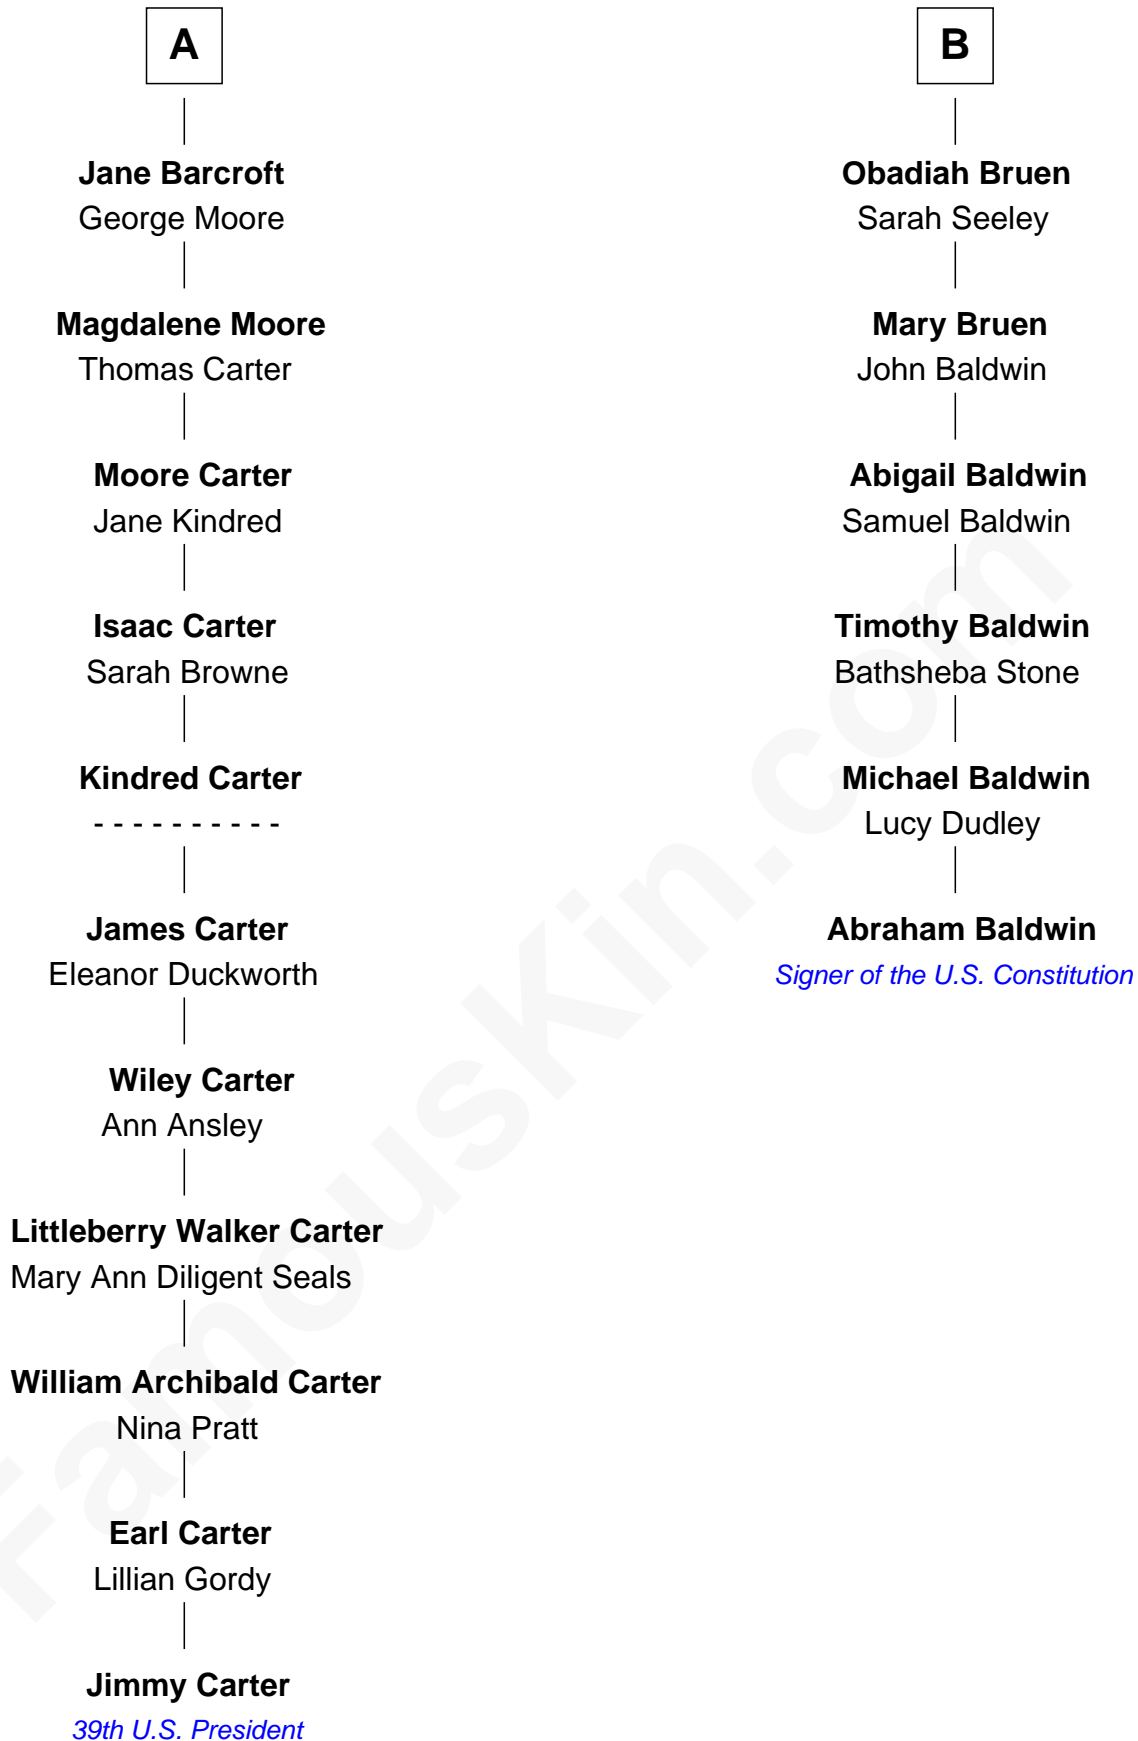 A
Jane Barcroft
George Moore
Magdalene Moore
Thomas Carter
Moore Carter
Jane Kindred
Isaac Carter
Sarah Browne
Kindred Carter
- - - - - - - - - -
James Carter
Eleanor Duckworth
Wiley Carter
Ann Ansley
Littleberry Walker Carter
Mary Ann Diligent Seals
William Archibald Carter
Nina Pratt
Earl Carter
Lillian Gordy
Jimmy Carter
39th U.S. President
B
Obadiah Bruen
Sarah Seeley
Mary Bruen
John Baldwin
Abigail Baldwin
Samuel Baldwin
Timothy Baldwin
Bathsheba Stone
Michael Baldwin
Lucy Dudley
Abraham Baldwin
Signer of the U.S. Constitution
FamousKin.com